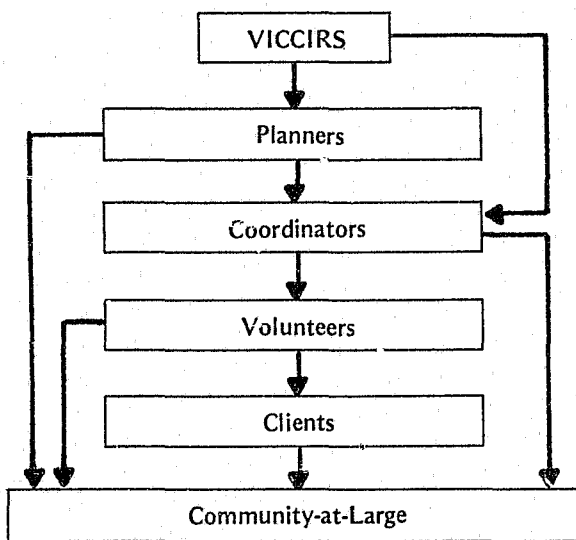 VICCIRS
Planners
Coordinators
Volunteers
Clients
Community-at-Large